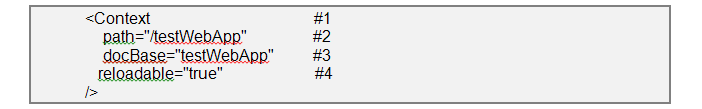 <Context #1
path="/testWebApp" #2
docBase="testWebApp" #3
reloadable="true" #4
/>